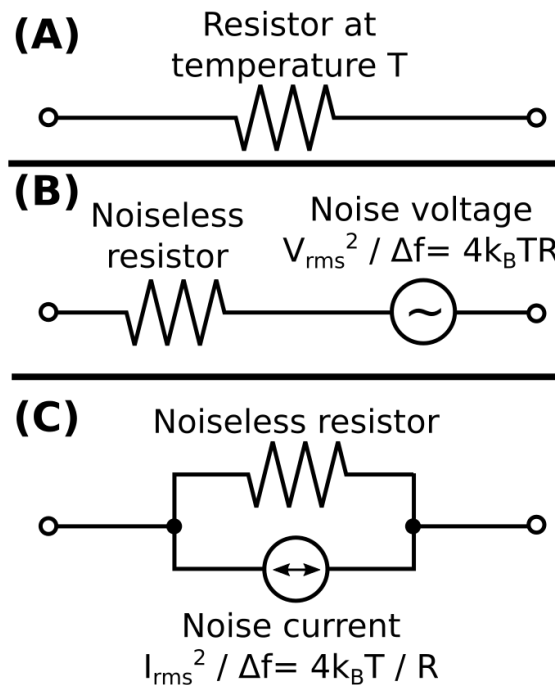 (A)
Resistor at
temperature T
(B)
Noiseless
resistor
Noise voltage
Vrms² / Δf= 4kBTR
~
(C)
Noiseless resistor
Noise current
Irms² / Δf= 4kBT / R